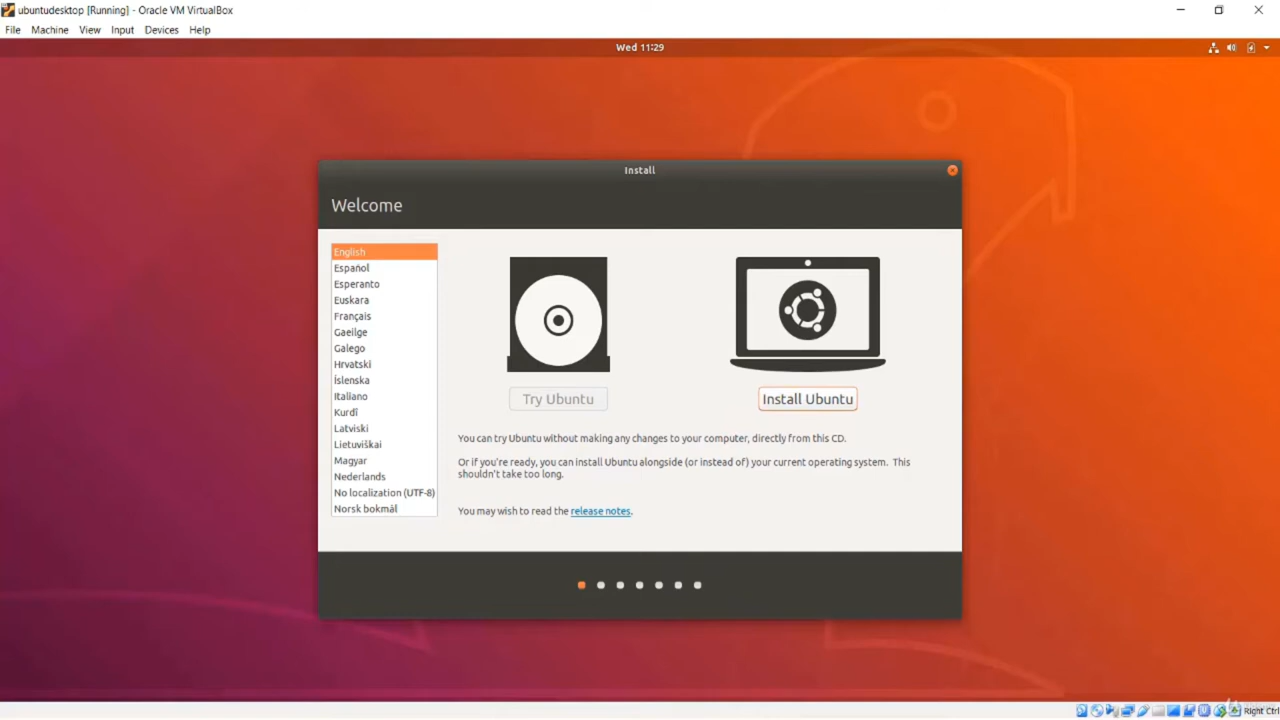 ubuntudesktop [Running] - Oracle VM VirtualBox
File Machine View Input Devices Help
Wed 11:29
Install
Welcome
English
Español
Esperanto
Euskara
Français
Gaeilge
Galego
Hrvatski
Íslenska
Italiano
Kurdî
Latviski
Lietuviškai
Magyar
Nederlands
No localization (UTF-8)
Norsk bokmål
Try Ubuntu
Install Ubuntu
You can try Ubuntu without making any changes to your computer, directly from this CD.
Or if you're ready, you can install Ubuntu alongside (or instead of) your current operating system. This
shouldn't take too long.
You may wish to read the release notes.
Right Ctrl